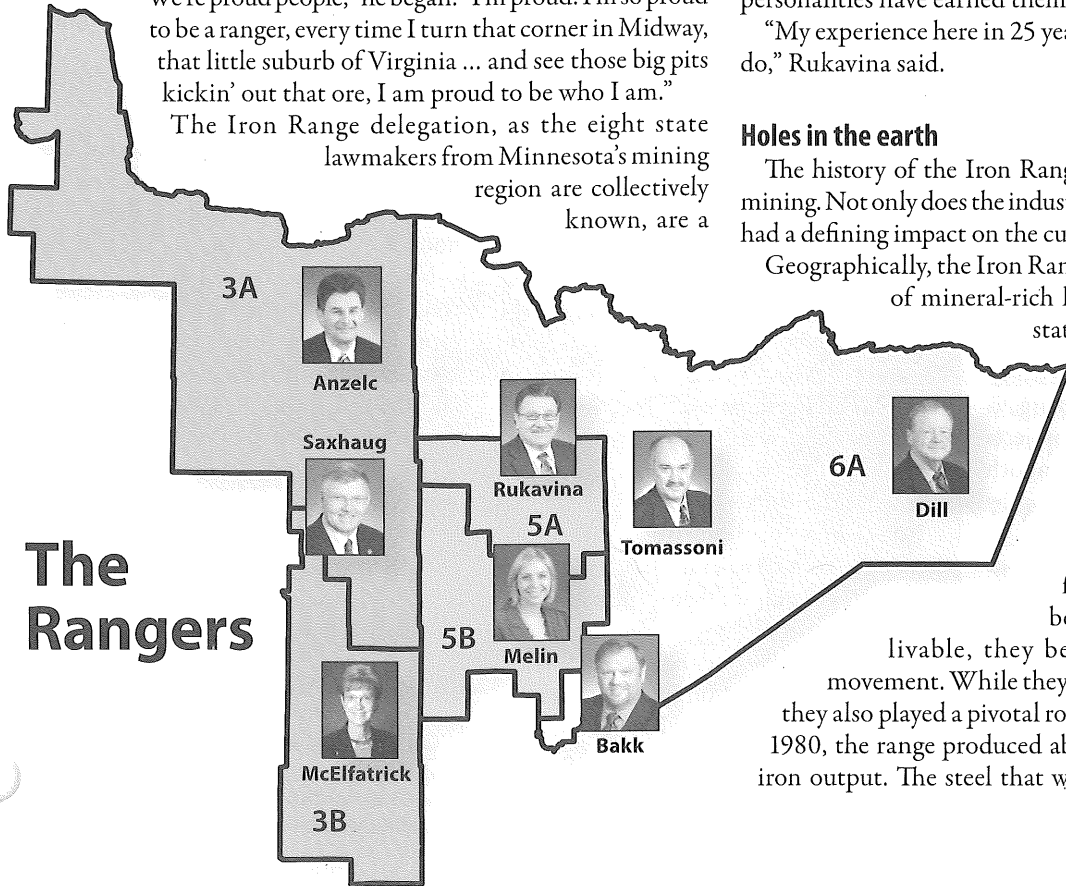 We're proud people," he began. "I'm proud. I'm so proud
to be a ranger, every time I turn that corner in Midway,
that little suburb of Virginia ... and see those big pits
kickin' out that ore, I am proud to be who I am."
The Iron Range delegation, as the eight state
lawmakers from Minnesota's mining
region are collectively
known, are a
personalities have earned them
"My experience here in 25 yea
do," Rukavina said.
Holes in the earth
The history of the Iron Rang
mining. Not only does the indust
had a defining impact on the cu
Geographically, the Iron Ran
of mineral-rich l
stat
3A
Anzelc
Saxhaug
Rukavina
5A
Tomassoni
6A
Dill
The
Rangers
5B
Melin
Bakk
McElfatrick
3B
f
be
livable, they be
movement. While they
they also played a pivotal ro
1980, the range produced ab
iron output. The steel that w